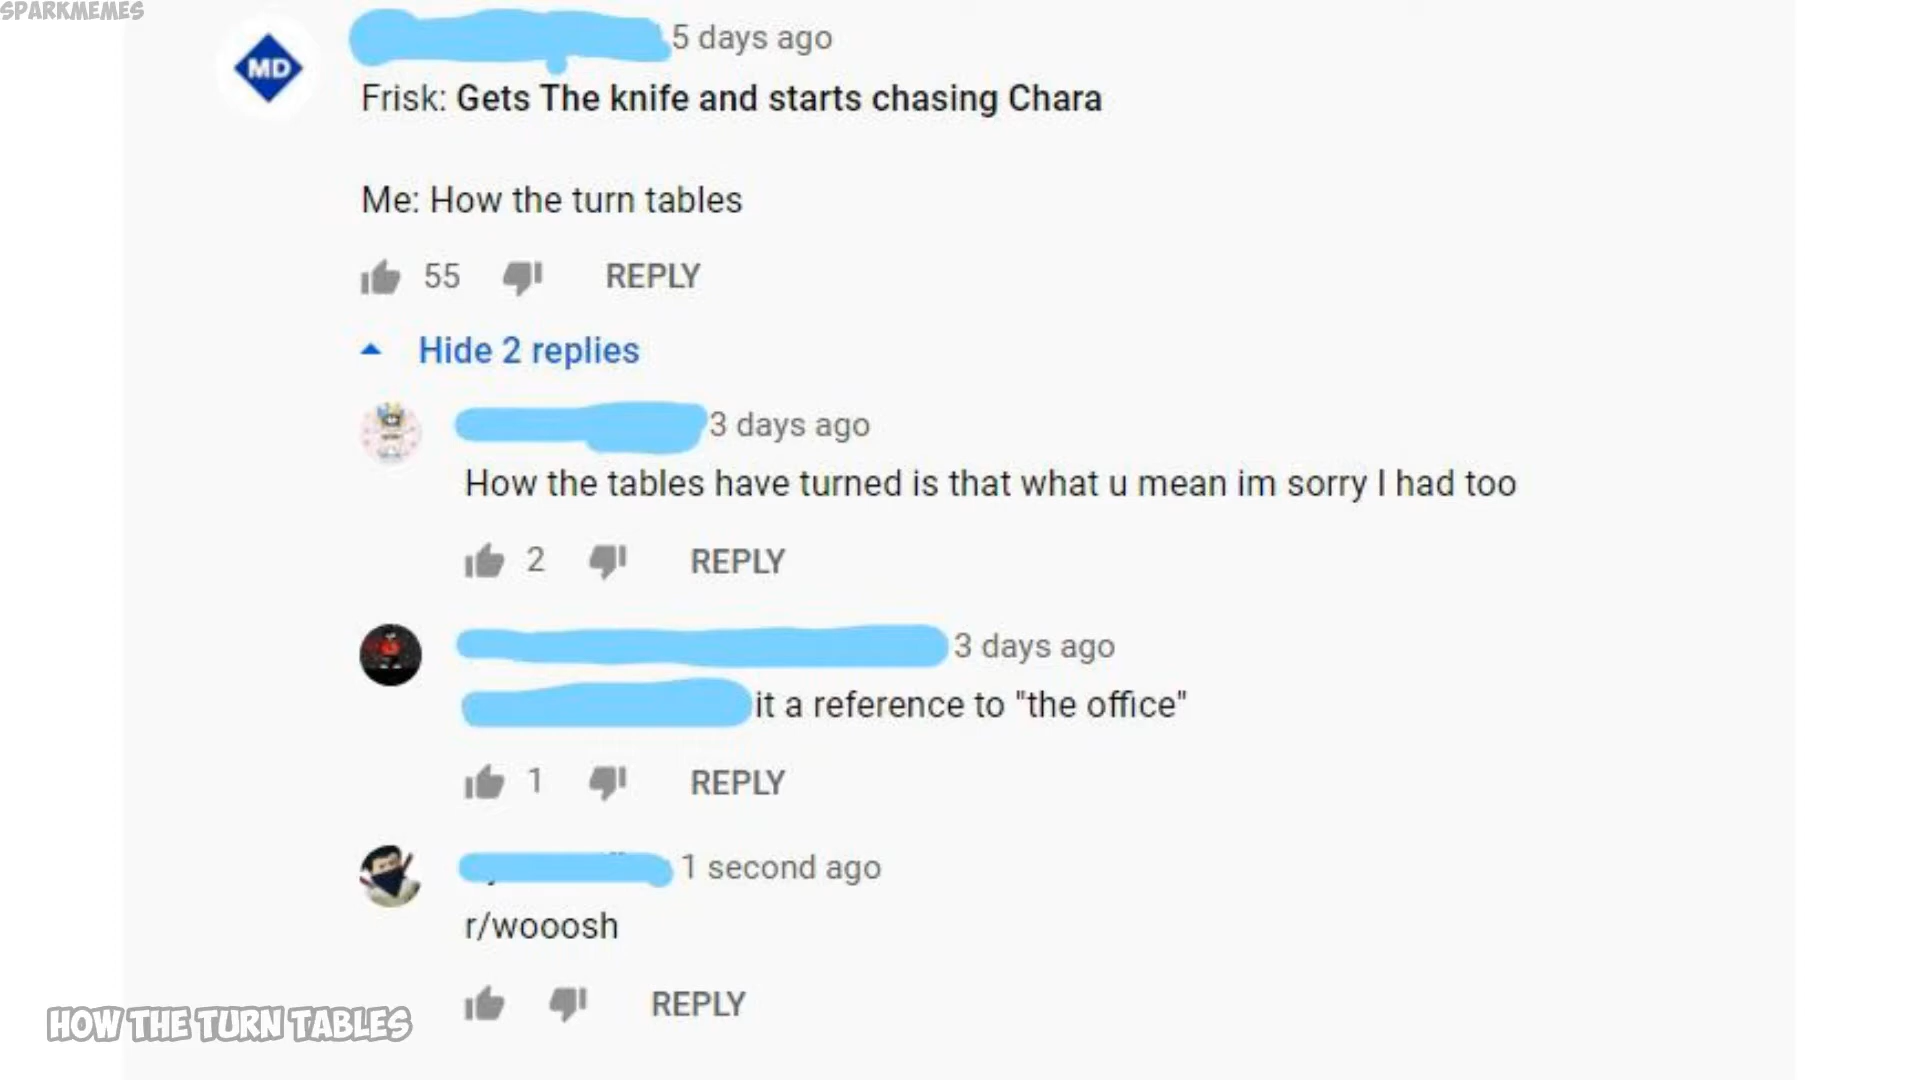 SPARKMEMES
MD
5 days ago
Frisk: Gets The knife and starts chasing Chara
Me: How the turn tables
55 REPLY
Hide 2 replies
3 days ago
How the tables have turned is that what u mean im sorry I had too
2 REPLY
3 days ago
it a reference to "the office"
1 REPLY
1 second ago
r/wooosh
REPLY
HOW THE TURN TABLES